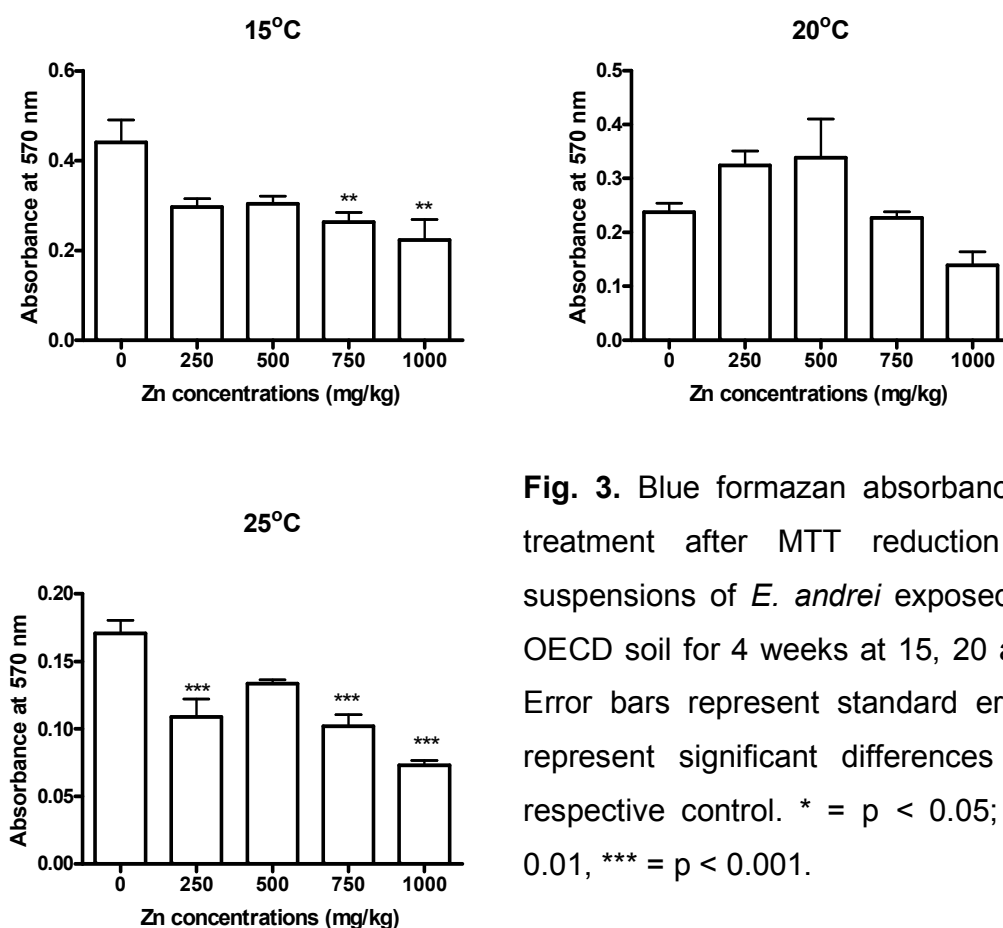 15°C
0.6
0.4
0.2
0.0
Absorbance at 570 nm
** **
0 250 500 750 1000
Zn concentrations (mg/kg)
20°C
0.5
0.4
0.3
0.2
0.1
0.0
Absorbance at 570 nm
0 250 500 750 1000
Zn concentrations (mg/kg)
25°C
0.20
0.15
0.10
0.05
0.00
Absorbance at 570 nm
*** *** ***
0 250 500 750 1000
Zn concentrations (mg/kg)
Fig. 3. Blue formazan absorbanc
treatment after MTT reduction
suspensions of E. andrei exposed
OECD soil for 4 weeks at 15, 20 a
Error bars represent standard er
represent significant differences
respective control. * = p < 0.05;
0.01, *** = p < 0.001.